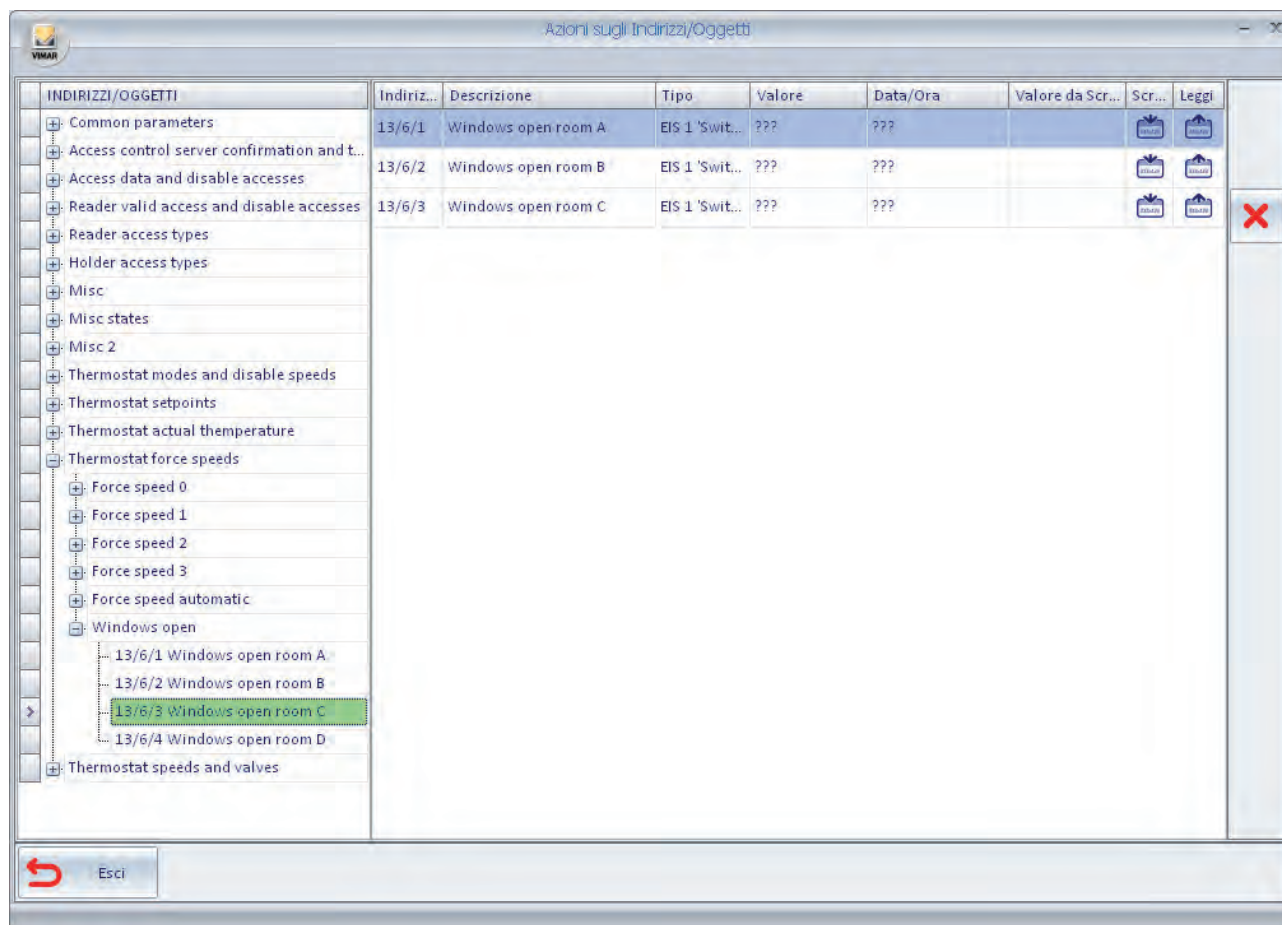 Azioni sugli Indirizzi/Oggetti
VIMAR
INDIRIZZI/OGGETTI
Indiriz... Descrizione Tipo Valore Data/Ora Valore da Scr... Scr... Leggi
Common parameters
Access control server confirmation and t...
Access data and disable accesses
Reader valid access and disable accesses
Reader access types
Holder access types
Misc
Misc states
Misc 2
Thermostat modes and disable speeds
Thermostat setpoints
Thermostat actual themperature
Thermostat force speeds
Force speed 0
Force speed 1
Force speed 2
Force speed 3
Force speed automatic
Windows open
13/6/1 Windows open room A
13/6/2 Windows open room B
13/6/3 Windows open room C
13/6/4 Windows open room D
Thermostat speeds and valves
13/6/1 Windows open room A EIS 1 'Swit... ??? ???
13/6/2 Windows open room B EIS 1 'Swit... ??? ???
13/6/3 Windows open room C EIS 1 'Swit... ??? ???
Esci